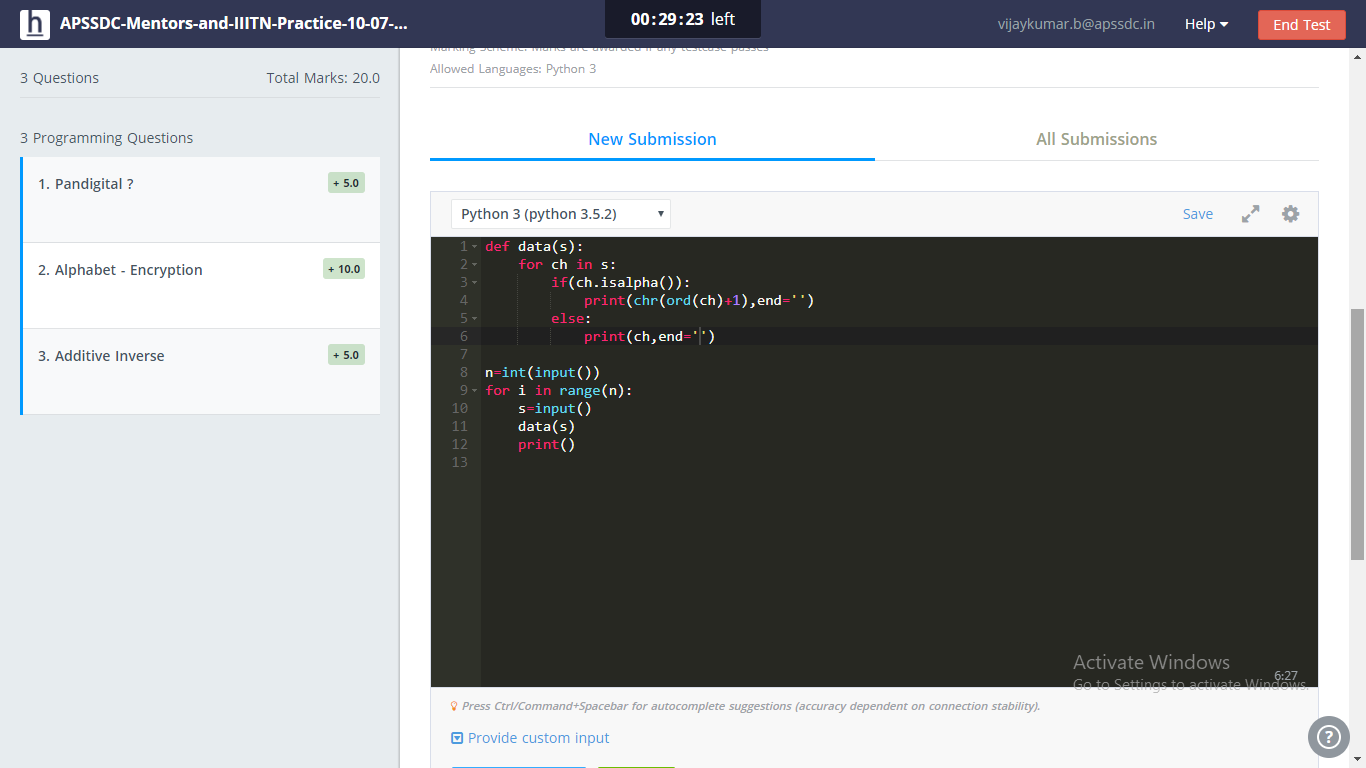 h APSSDC-Mentors-and-IIITN-Practice-10-07-...
00:29:23 left
vijaykumar.b@apssdc.in
Help
End Test
3 Questions
Total Marks: 20.0
3 Programming Questions
1. Pandigital ?
+ 5.0
2. Alphabet - Encryption
+ 10.0
3. Additive Inverse
+ 5.0
Marking Scheme: Marks are awarded if any testcase passes
Allowed Languages: Python 3
New Submission
All Submissions
Python 3 (python 3.5.2)
Save
1 def data(s):
2     for ch in s:
3         if(ch.isalpha()):
4             print(chr(ord(ch)+1),end='')
5         else:
6             print(ch,end='')
7
8 n=int(input())
9 for i in range(n):
10     s=input()
11     data(s)
12     print()
13
Activate Windows
Go to Settings to activate Windows.
6:27
Press Ctrl/Command+Spacebar for autocomplete suggestions (accuracy dependent on connection stability).
Provide custom input
?